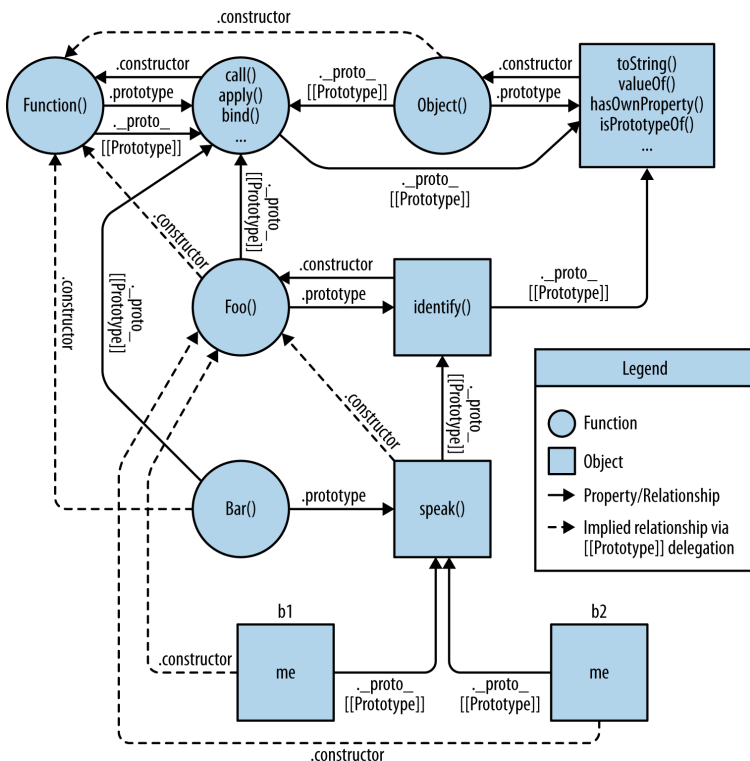 .constructor
Function()
.constructor
.prototype
._proto_
[[Prototype]]
call()
apply()
bind()
...
._proto_
[[Prototype]]
Object()
.constructor
.prototype
toString()
valueOf()
hasOwnProperty()
isPrototypeOf()
...
._proto_
[[Prototype]]
.constructor
._proto_
[[Prototype]]
.constructor
._proto_
[[Prototype]]
Foo()
.constructor
.prototype
identify()
._proto_
[[Prototype]]
.constructor
._proto_
[[Prototype]]
Bar()
.prototype
speak()
Legend
Function
Object
Property/Relationship
Implied relationship via
[[Prototype]] delegation
b1
b2
.constructor
me
._proto_
[[Prototype]]
._proto_
[[Prototype]]
me
.constructor